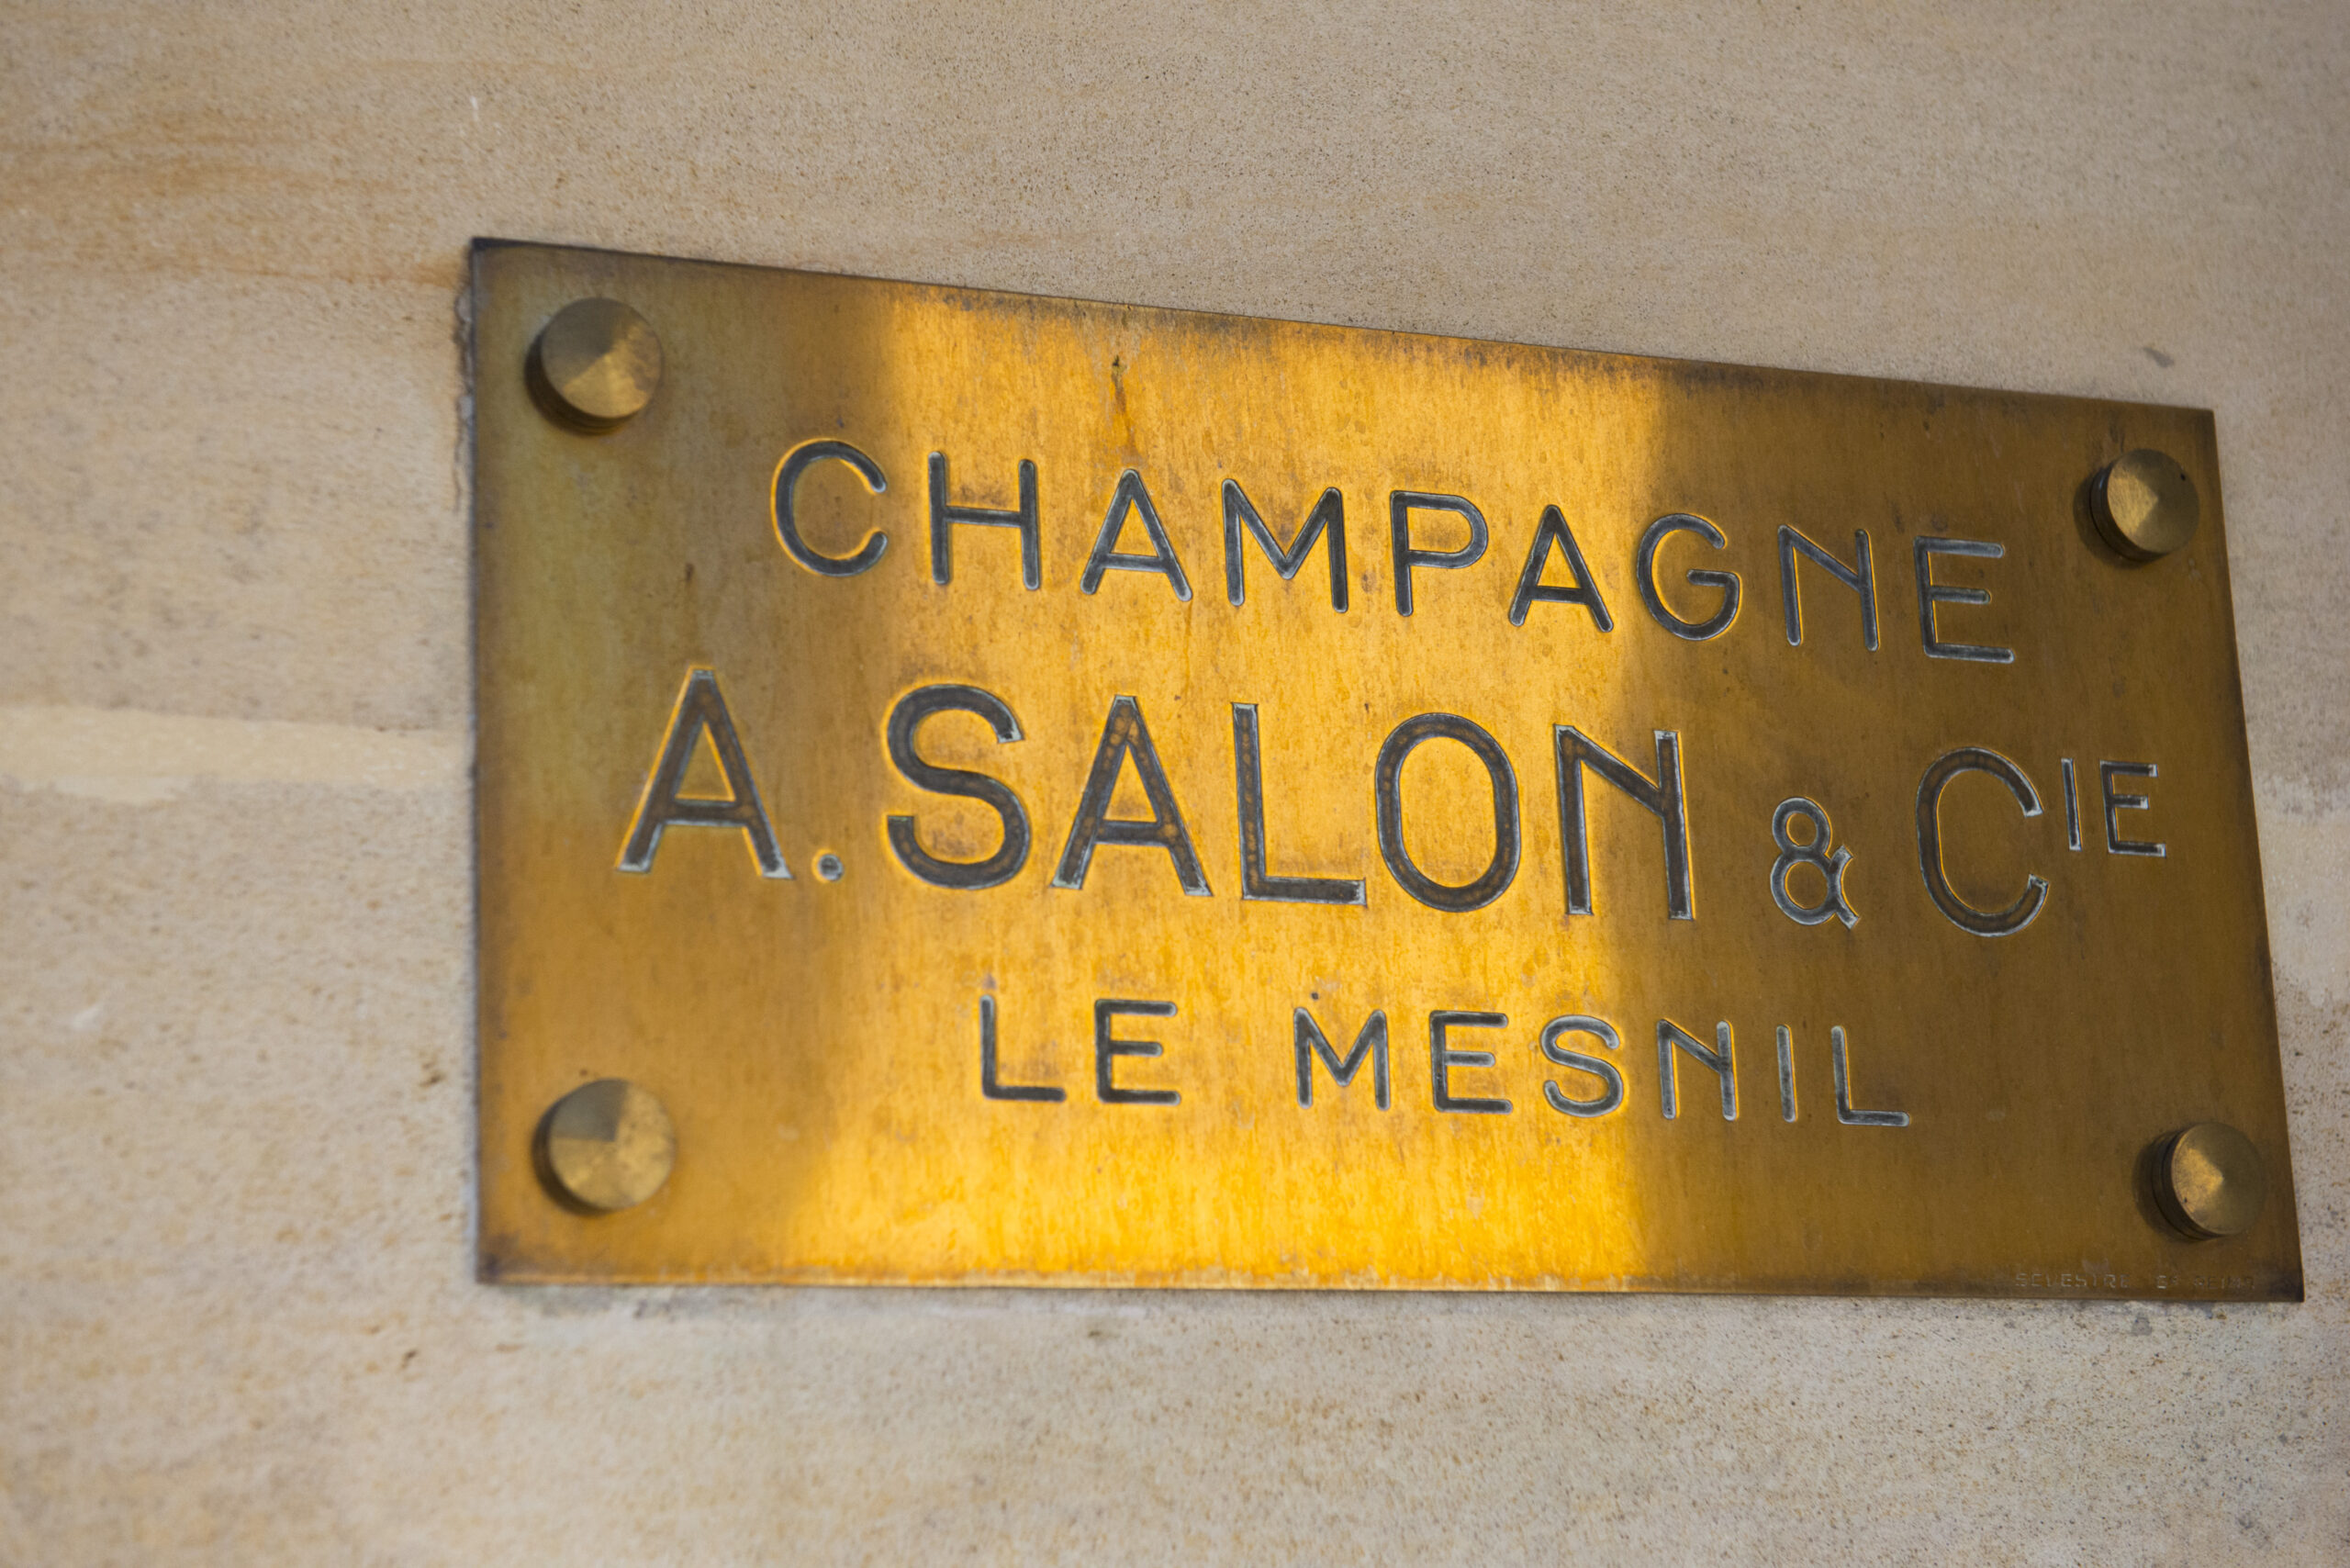 CHAMPAGNE
A. SALON & CIE
LE MESNIL